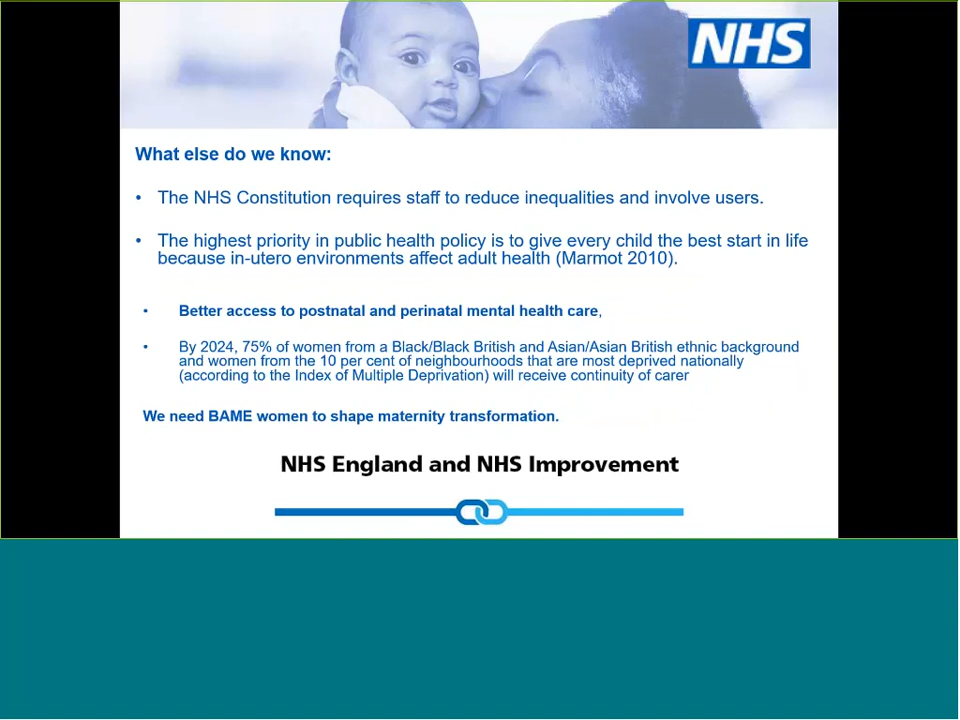 NHS
What else do we know:
• The NHS Constitution requires staff to reduce inequalities and involve users.
• The highest priority in public health policy is to give every child the best start in life
because in-utero environments affect adult health (Marmot 2010).
• Better access to postnatal and perinatal mental health care,
• By 2024, 75% of women from a Black/Black British and Asian/Asian British ethnic background
and women from the 10 per cent of neighbourhoods that are most deprived nationally
(according to the Index of Multiple Deprivation) will receive continuity of carer
We need BAME women to shape maternity transformation.
NHS England and NHS Improvement